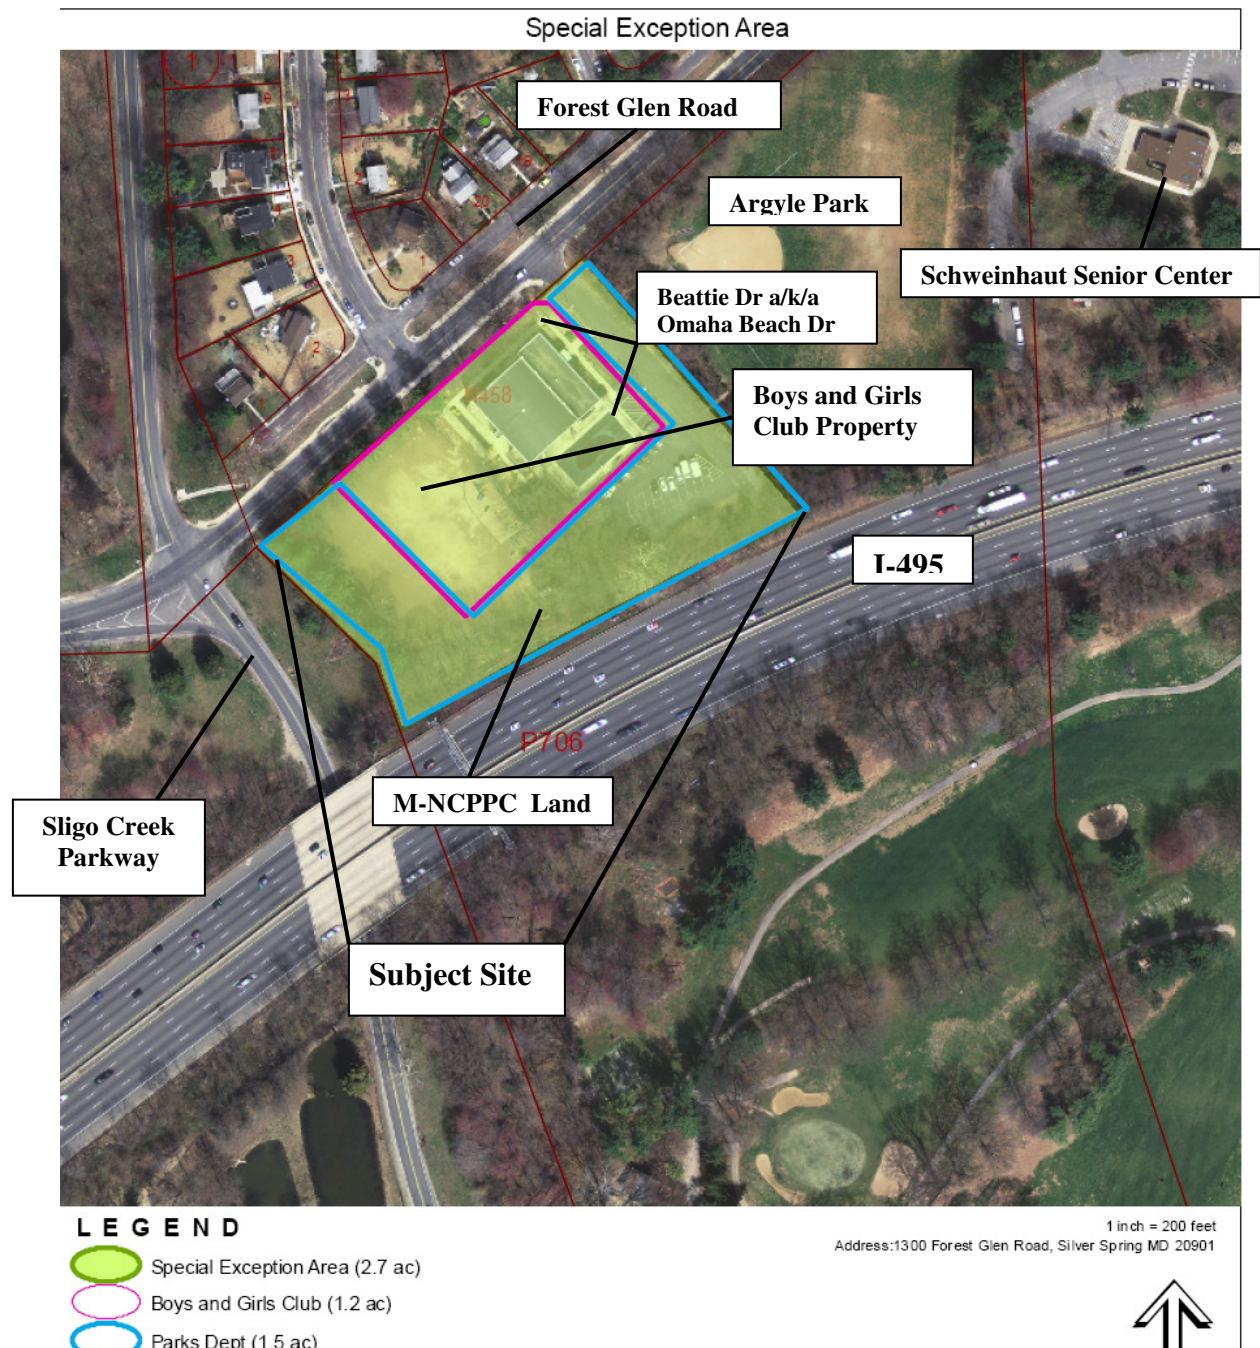 Special Exception Area
Forest Glen Road
Argyle Park
Schweinhaut Senior Center
Beattie Dr a/k/a
Omaha Beach Dr
Boys and Girls
Club Property
I-495
P706
M-NCPPC Land
Sligo Creek
Parkway
Subject Site
LEGEND
Special Exception Area (2.7 ac)
Boys and Girls Club (1.2 ac)
Parks Dept (1.5 ac)
1 inch = 200 feet
Address:1300 Forest Glen Road, Silver Spring MD 20901